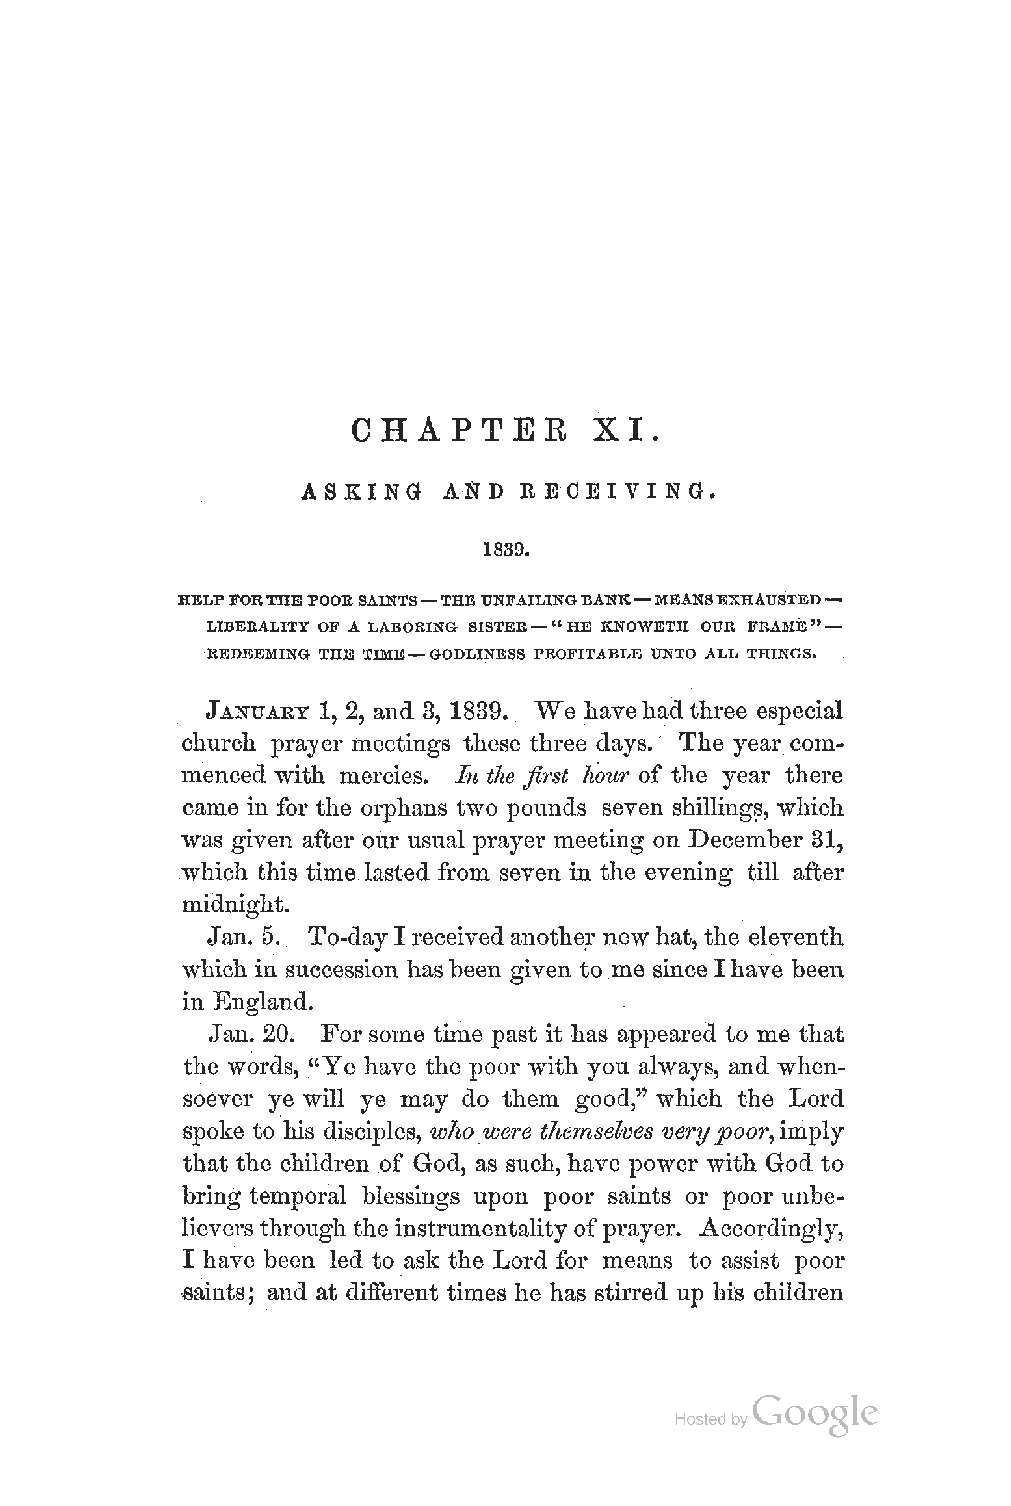 CHAPTER XI.
ASKING AND RECEIVING.
1839.
HELP FOR THE POOR SAINTS — THE UNFAILING BANK — MEANS EXHAUSTED —
LIBERALITY OF A LABORING SISTER — "HE KNOWETH OUR FRAME" —
REDEEMING THE TIME — GODLINESS PROFITABLE UNTO ALL THINGS.
JANUARY 1, 2, and 3, 1839. We have had three especial
church prayer meetings these three days. The year com-
menced with mercies. In the first hour of the year there
came in for the orphans two pounds seven shillings, which
was given after our usual prayer meeting on December 31,
which this time lasted from seven in the evening till after
midnight.
Jan. 5. To-day I received another new hat, the eleventh
which in succession has been given to me since I have been
in England.
Jan. 20. For some time past it has appeared to me that
the words, "Ye have the poor with you always, and when-
soever ye will ye may do them good," which the Lord
spoke to his disciples, who were themselves very poor, imply
that the children of God, as such, have power with God to
bring temporal blessings upon poor saints or poor unbe-
lievers through the instrumentality of prayer. Accordingly,
I have been led to ask the Lord for means to assist poor
saints; and at different times he has stirred up his children
Hosted by Google